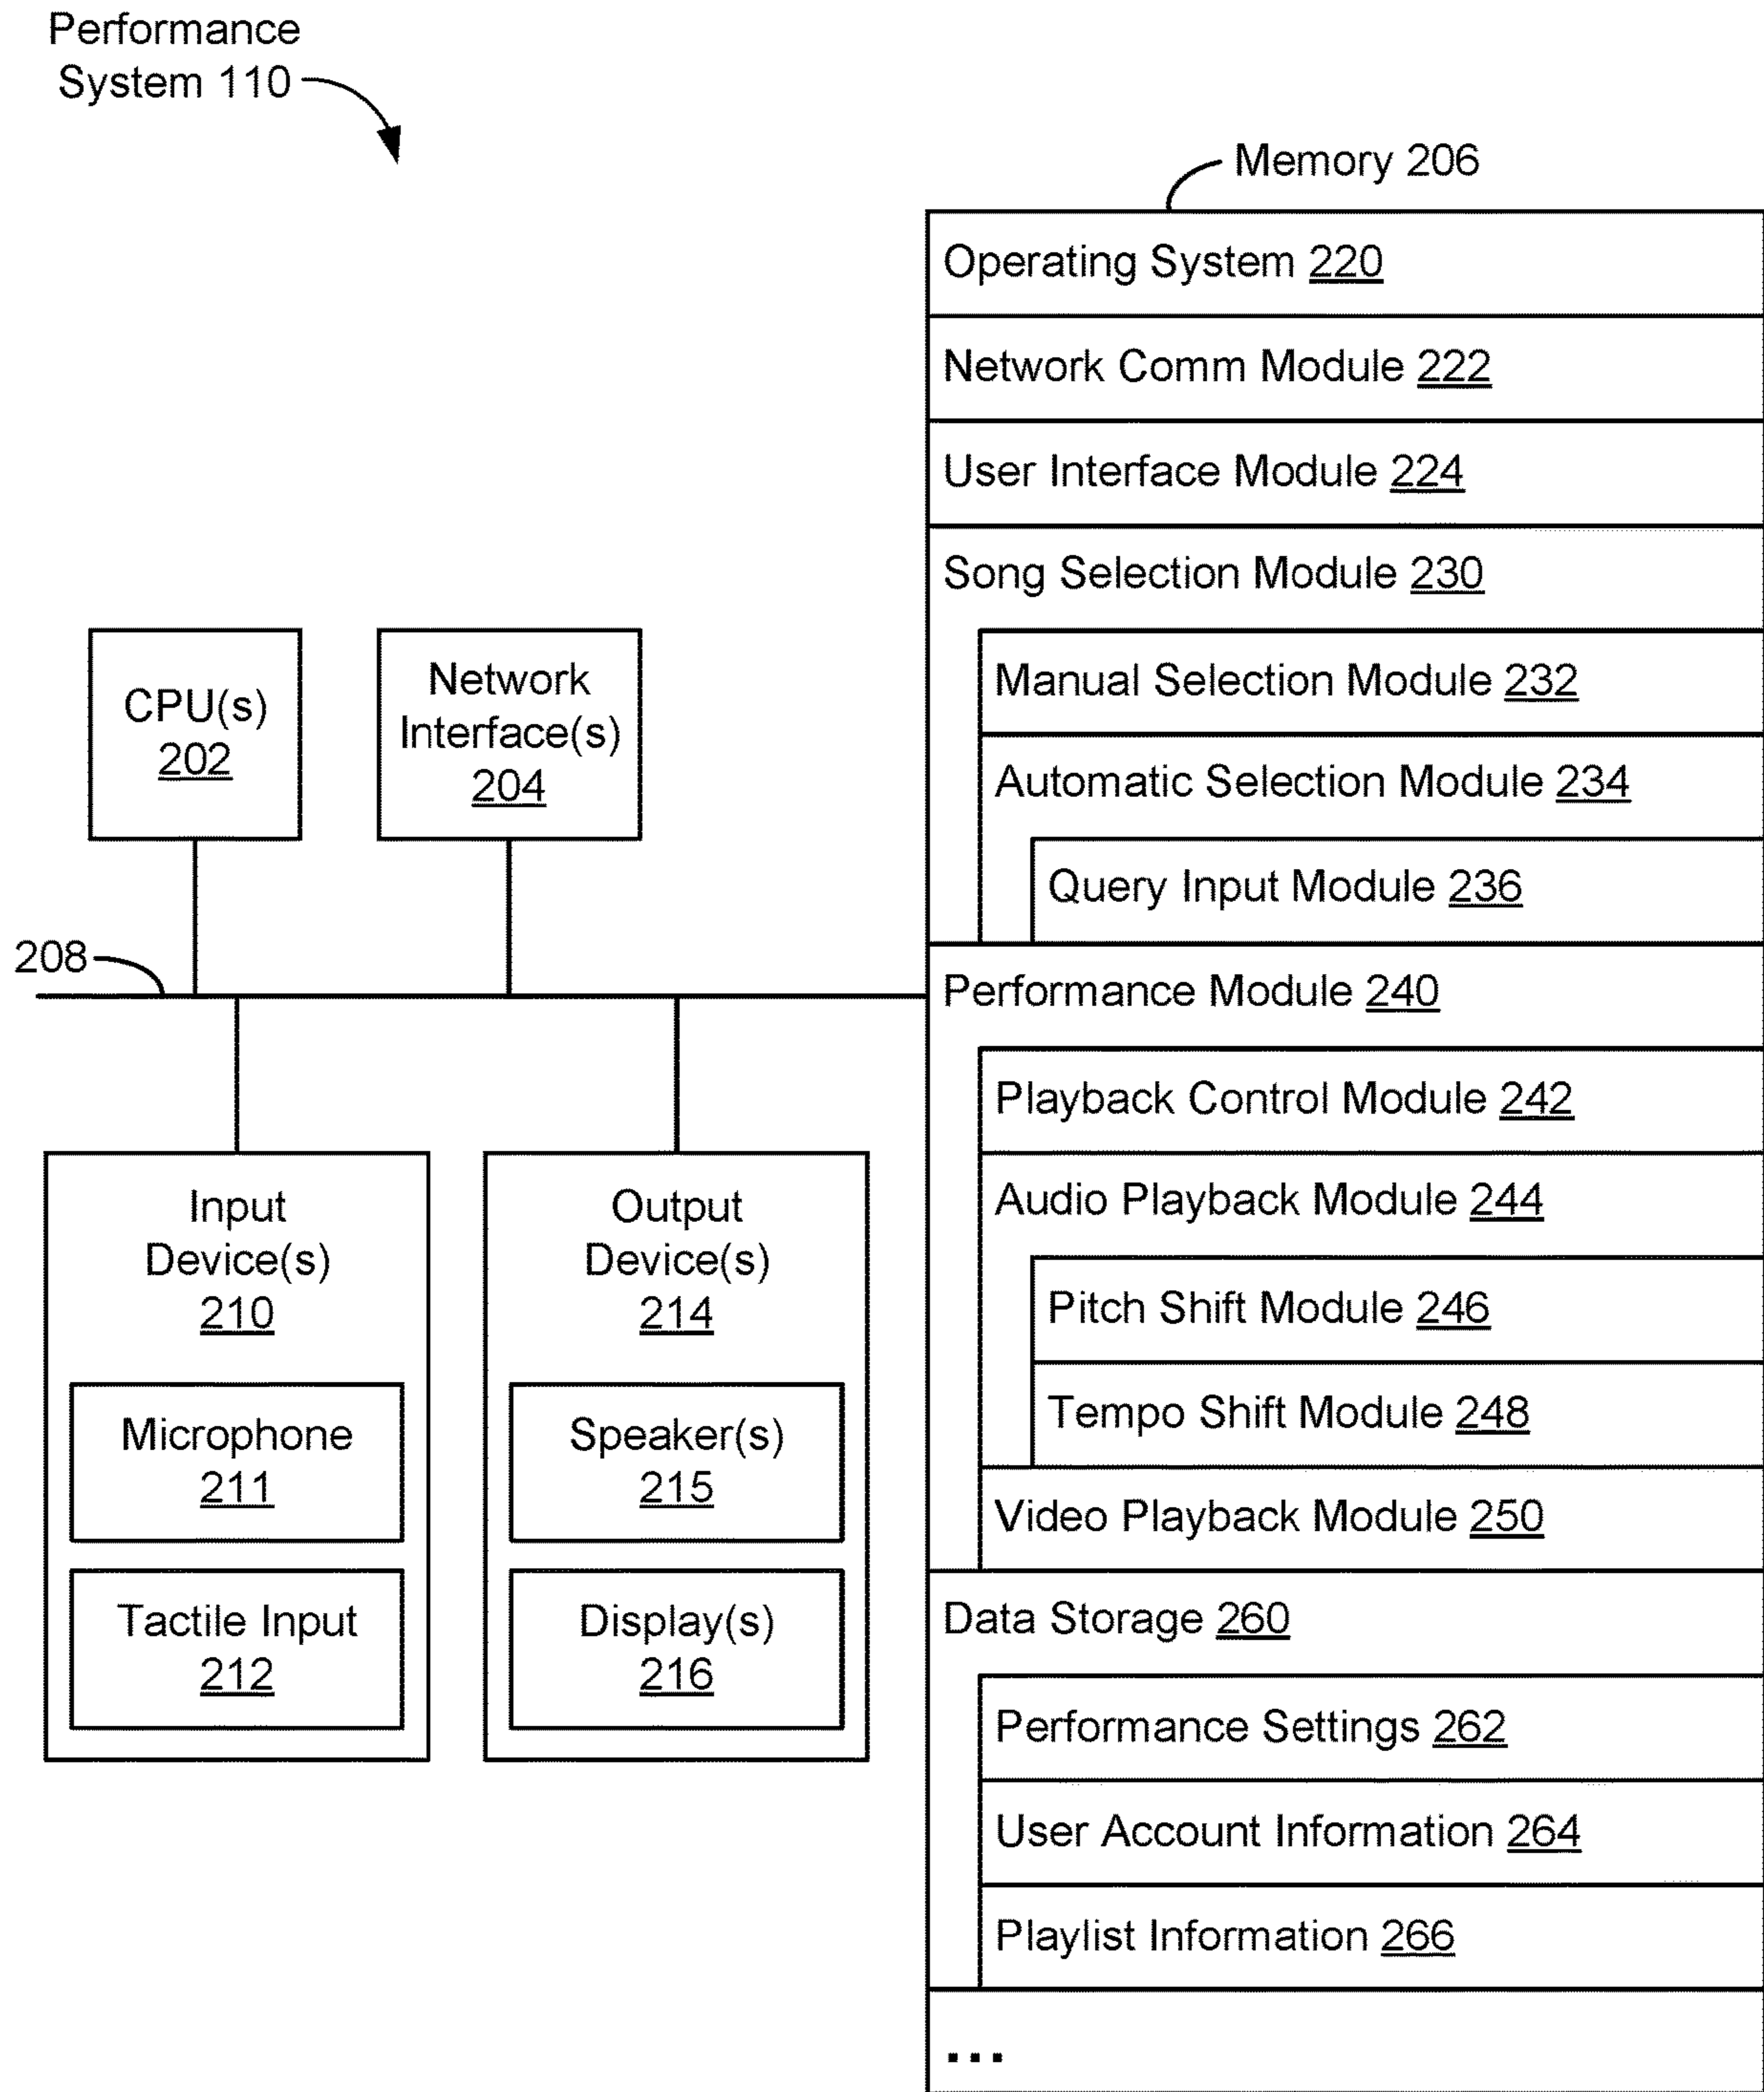 Performance
System 110
Memory 206
Operating System 220
Network Comm Module 222
User Interface Module 224
Song Selection Module 230
Manual Selection Module 232
Automatic Selection Module 234
Query Input Module 236
Performance Module 240
Playback Control Module 242
Audio Playback Module 244
Pitch Shift Module 246
Tempo Shift Module 248
Video Playback Module 250
Data Storage 260
Performance Settings 262
User Account Information 264
Playlist Information 266
...
CPU(s)
202
Network
Interface(s)
204
208
Input
Device(s)
210
Microphone
211
Tactile Input
212
Output
Device(s)
214
Speaker(s)
215
Display(s)
216